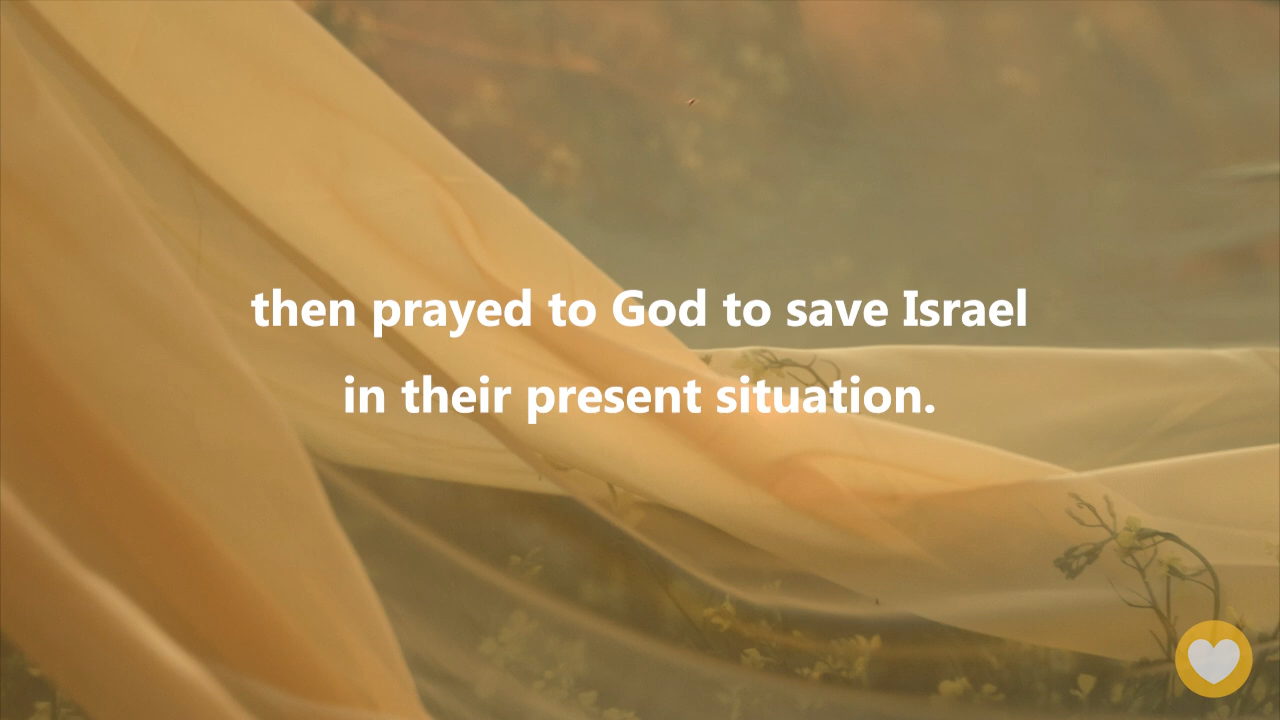 then prayed to God to save Israel
in their present situation.